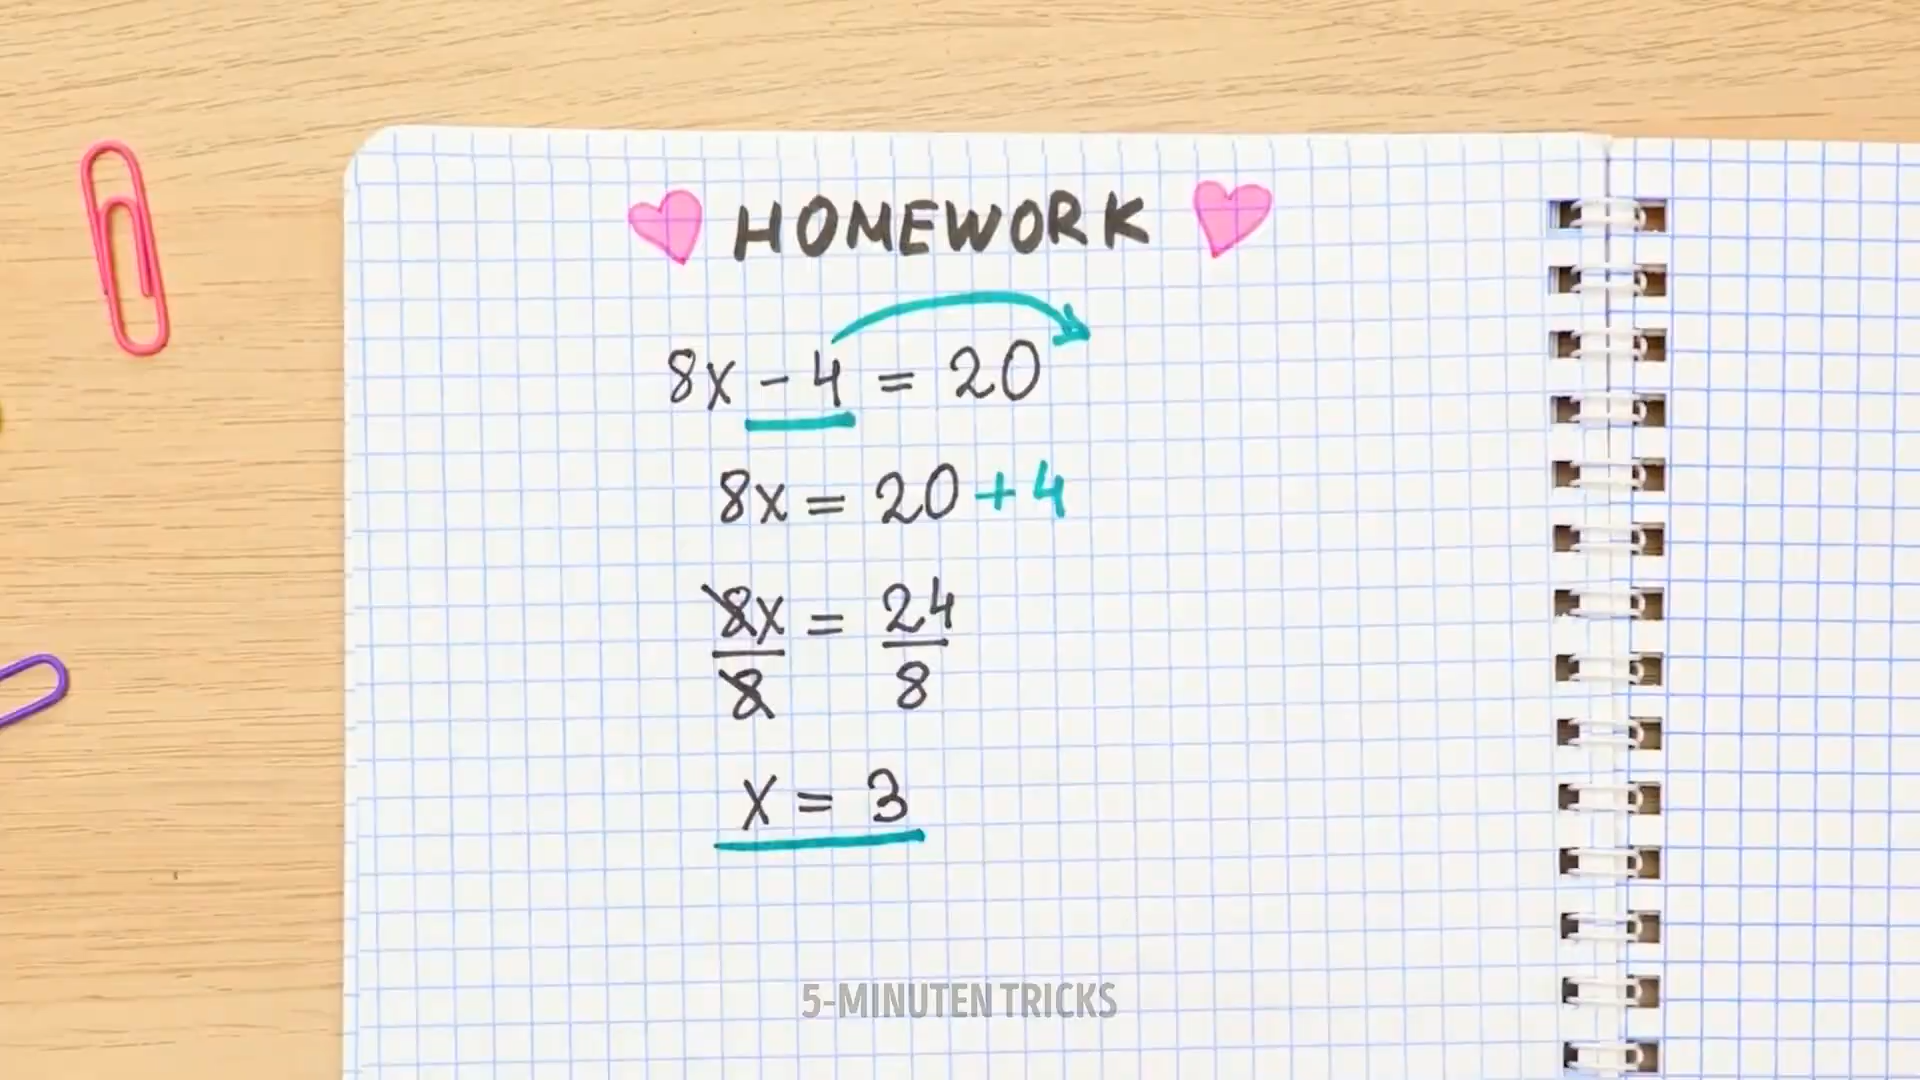 HOMEWORK
8x - 4 = 20
8x = 20 + 4
8x/8 = 24/8
x = 3
5-MINUTEN TRICKS